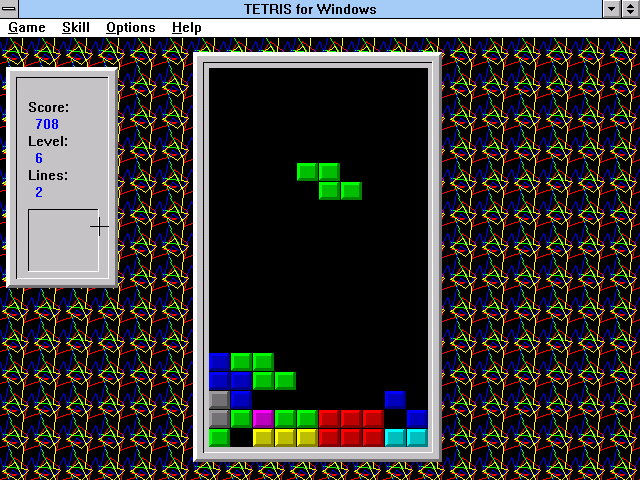 TETRIS for Windows
Game Skill Options Help
Score:
708
Level:
6
Lines:
2